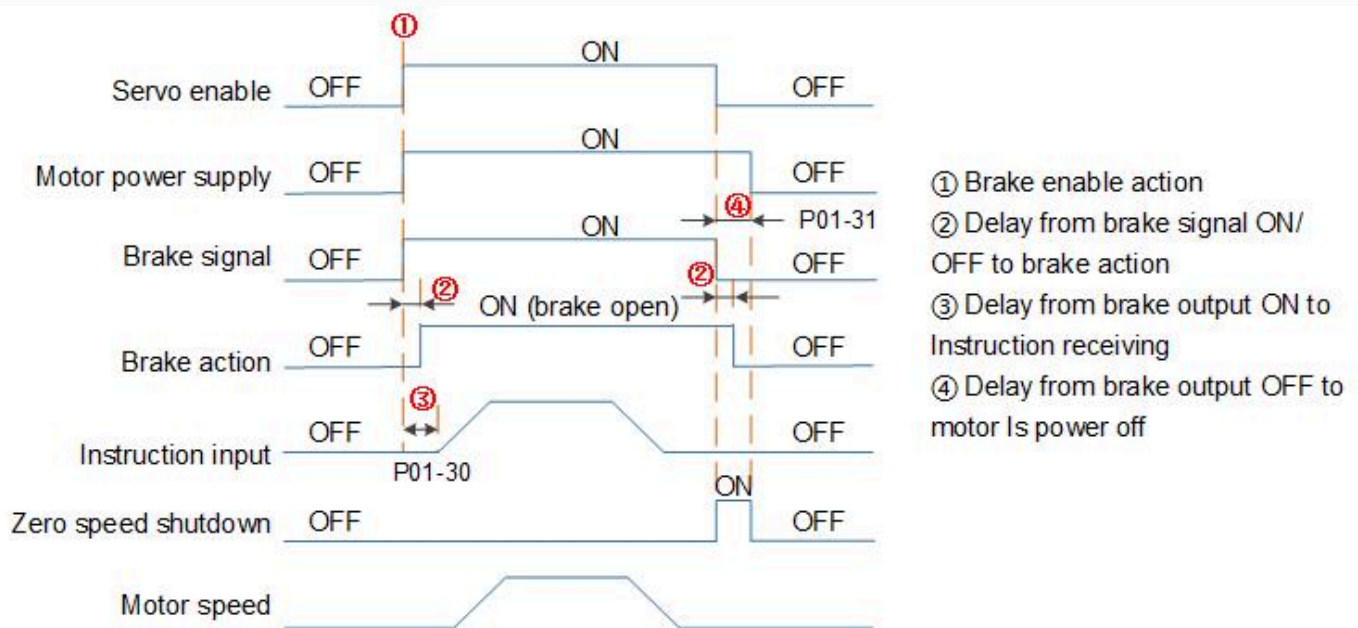 ①
ON
Servo enable OFF OFF
ON
Motor power supply OFF OFF
④ P01-31
ON
Brake signal OFF OFF
② ②
ON (brake open)
Brake action OFF OFF
③
Instruction input OFF OFF
P01-30
ON
Zero speed shutdown OFF OFF
Motor speed
① Brake enable action
② Delay from brake signal ON/
OFF to brake action
③ Delay from brake output ON to
Instruction receiving
④ Delay from brake output OFF to
motor Is power off